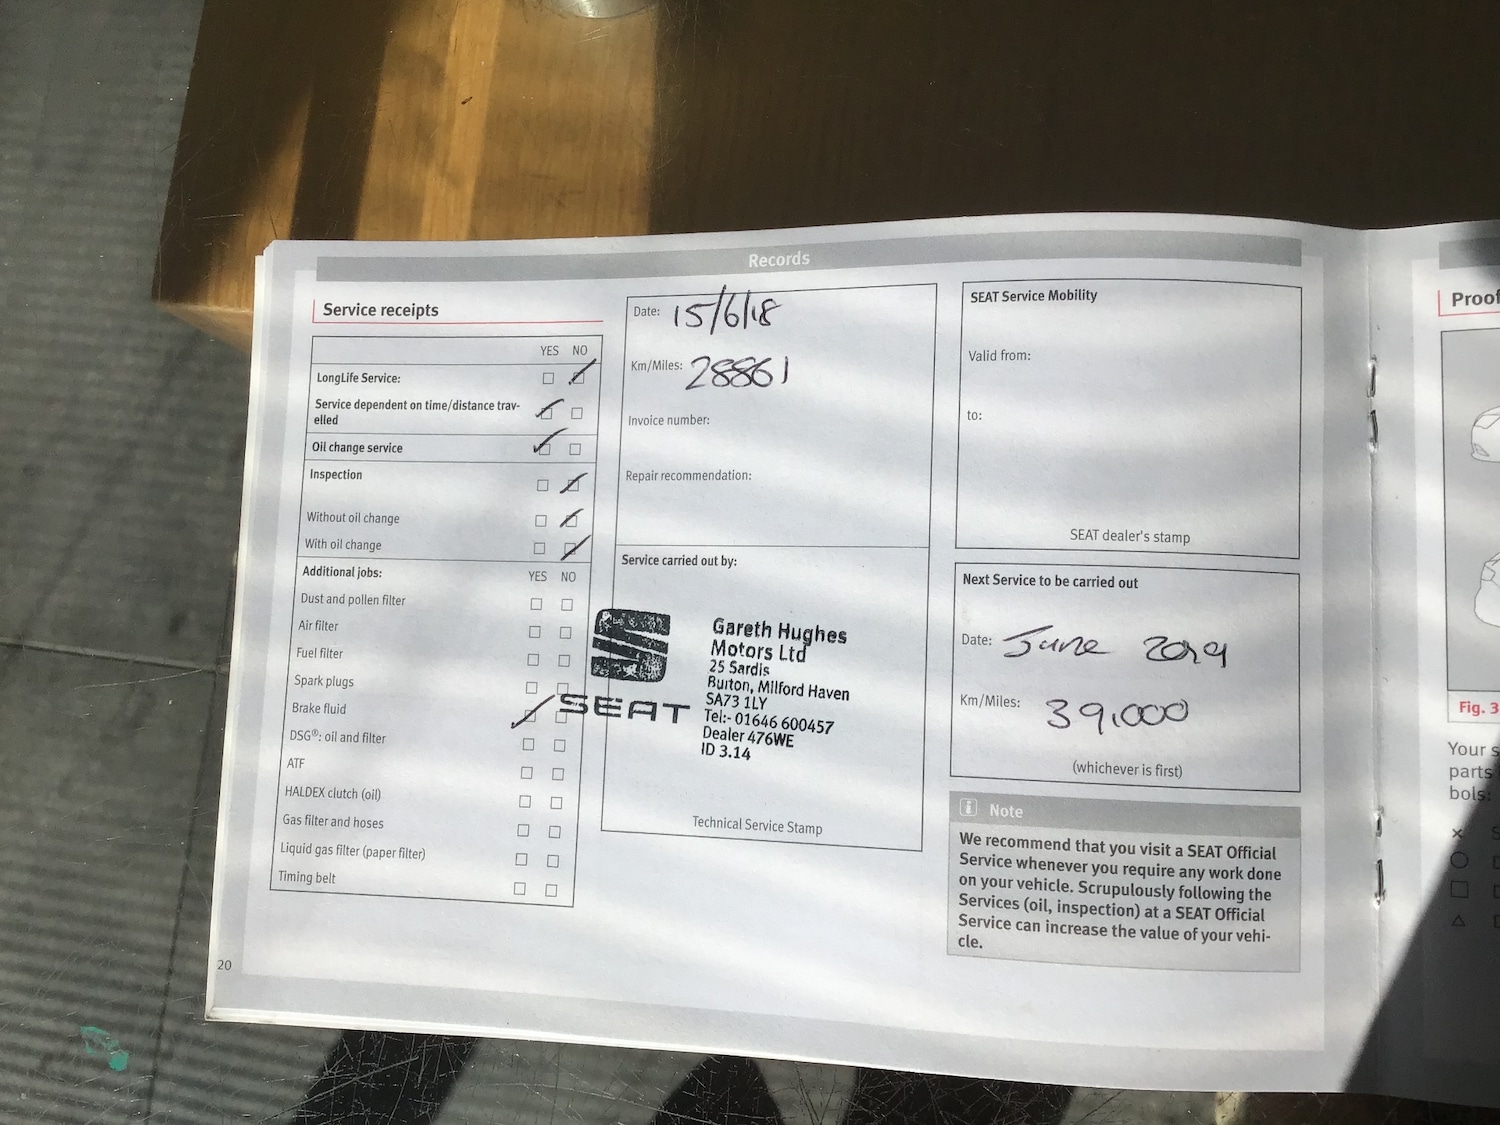 Records
Service receipts
YES NO
LongLife Service:
Service dependent on time/distance trav-
elled
Oil change service
Inspection
Without oil change
With oil change
Additional jobs: YES NO
Dust and pollen filter
Air filter
Fuel filter
Spark plugs
Brake fluid
DSG®: oil and filter
ATF
HALDEX clutch (oil)
Gas filter and hoses
Liquid gas filter (paper filter)
Timing belt
20
Date: 15/6/18
Km/Miles: 28861
Invoice number:
Repair recommendation:
Service carried out by:
SEAT
Gareth Hughes
Motors Ltd
25 Sardis
Burton, Milford Haven
SA73 1LY
Tel:- 01646 600457
Dealer 476WE
ID 3.14
Technical Service Stamp
SEAT Service Mobility
Valid from:
to:
SEAT dealer's stamp
Next Service to be carried out
Date: June 2019
Km/Miles: 39,000
(whichever is first)
i Note
We recommend that you visit a SEAT Official
Service whenever you require any work done
on your vehicle. Scrupulously following the
Services (oil, inspection) at a SEAT Official
Service can increase the value of your vehi-
cle.
Proof
Fig. 3
Your s
parts
bols: